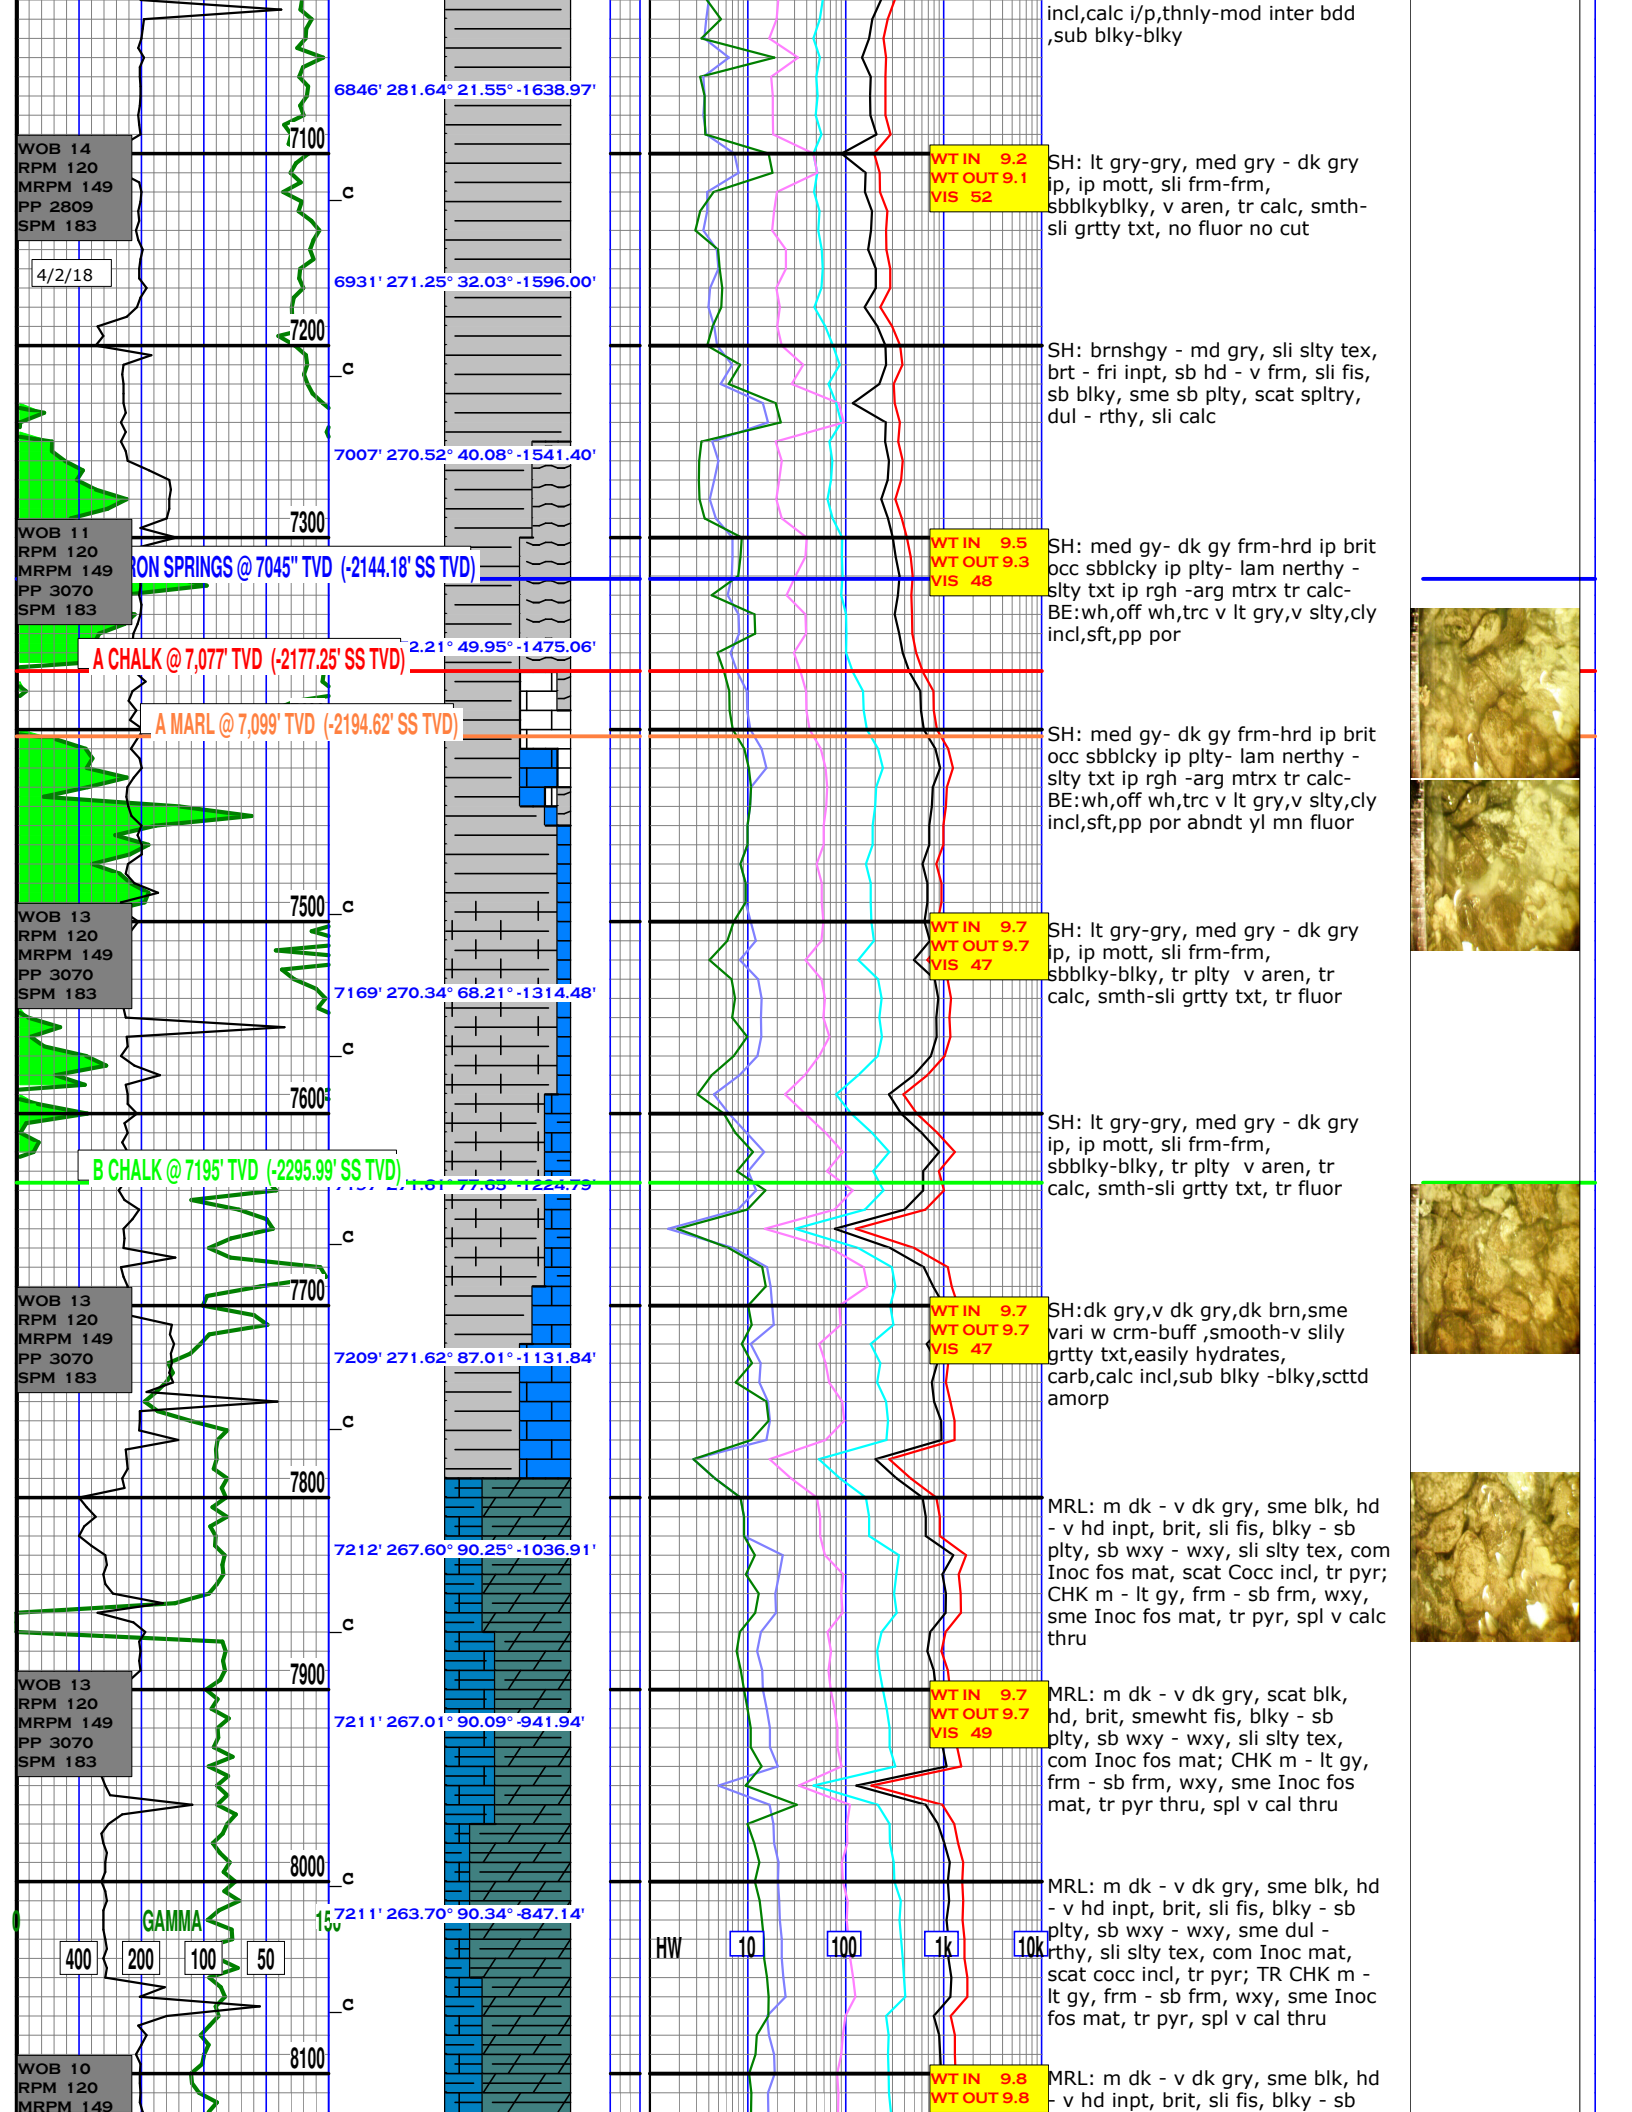 incl,calc i/p,thnly-mod inter bdd
,sub blky-blky
6846' 281.64° 21.55° -1638.97'
7100
WOB 14
RPM 120
MRPM 149
PP 2809
SPM 183
C
WT IN 9.2
WT OUT 9.1
VIS 52
SH: lt gry-gry, med gry - dk gry
ip, ip mott, sli frm-frm,
sbblkyblky, v aren, tr calc, smth-
sli grtty txt, no fluor no cut
4/2/18
6931' 271.25° 32.03° -1596.00'
7200
C
SH: brnshgy - md gry, sli slty tex,
brt - fri inpt, sb hd - v frm, sli fis,
sb blky, sme sb plty, scat spltry,
dul - rthy, sli calc
7007' 270.52° 40.08° -1541.40'
7300
WOB 11
RPM 120
MRPM 149
PP 3070
SPM 183
WT IN 9.5
WT OUT 9.3
VIS 48
SH: med gy- dk gy frm-hrd ip brit
occ sbblcky ip plty- lam nerthy -
slty txt ip rgh -arg mtrx tr calc-
BE:wh,off wh,trc v lt gry,v slty,cly
incl,sft,pp por
RON SPRINGS @ 7045" TVD (-2144.18' SS TVD)
2.21° 49.95° -1475.06'
A CHALK @ 7,077' TVD (-2177.25' SS TVD)
A MARL @ 7,099' TVD (-2194.62' SS TVD)
SH: med gy- dk gy frm-hrd ip brit
occ sbblcky ip plty- lam nerthy -
slty txt ip rgh -arg mtrx tr calc-
BE:wh,off wh,trc v lt gry,v slty,cly
incl,sft,pp por abndt yl mn fluor
7500
C
WOB 13
RPM 120
MRPM 149
PP 3070
SPM 183
WT IN 9.7
WT OUT 9.7
VIS 47
SH: lt gry-gry, med gry - dk gry
ip, ip mott, sli frm-frm,
sbblky-blky, tr plty v aren, tr
calc, smth-sli grtty txt, tr fluor
7169' 270.34° 68.21° -1314.48'
C
7600
SH: lt gry-gry, med gry - dk gry
ip, ip mott, sli frm-frm,
sbblky-blky, tr plty v aren, tr
calc, smth-sli grtty txt, tr fluor
B CHALK @ 7195' TVD (-2295.99' SS TVD)
7197' 271.61° 77.65° -1224.79'
C
7700
WOB 13
RPM 120
MRPM 149
PP 3070
SPM 183
WT IN 9.7
WT OUT 9.7
VIS 47
SH:dk gry,v dk gry,dk brn,sme
vari w crm-buff ,smooth-v slily
grtty txt,easily hydrates,
carb,calc incl,sub blky -blky,scttd
amorp
7209' 271.62° 87.01° -1131.84'
C
7800
MRL: m dk - v dk gry, sme blk, hd
- v hd inpt, brit, sli fis, blky - sb
plty, sb wxy - wxy, sli slty tex, com
Inoc fos mat, scat Cocc incl, tr pyr;
CHK m - lt gy, frm - sb frm, wxy,
sme Inoc fos mat, tr pyr, spl v calc
thru
7212' 267.60° 90.25° -1036.91'
C
7900
WOB 13
RPM 120
MRPM 149
PP 3070
SPM 183
WT IN 9.7
WT OUT 9.7
VIS 49
MRL: m dk - v dk gry, scat blk,
hd, brit, smewht fis, blky - sb
plty, sb wxy - wxy, sli slty tex,
com Inoc fos mat; CHK m - lt gy,
frm - sb frm, wxy, sme Inoc fos
mat, tr pyr thru, spl v cal thru
7211' 267.01° 90.09° -941.94'
8000
C
MRL: m dk - v dk gry, sme blk, hd
- v hd inpt, brit, sli fis, blky - sb
plty, sb wxy - wxy, sme dul -
rthy, sli slty tex, com Inoc mat,
scat cocc incl, tr pyr; TR CHK m -
lt gy, frm - sb frm, wxy, sme Inoc
fos mat, tr pyr, spl v cal thru
7211' 263.70° 90.34° -847.14'
0 GAMMA 150
400 200 100 50
HW 10 100 1k 10k
C
8100
WOB 10
RPM 120
MRPM 149
WT IN 9.8
WT OUT 9.8
MRL: m dk - v dk gry, sme blk, hd
- v hd inpt, brit, sli fis, blky - sb